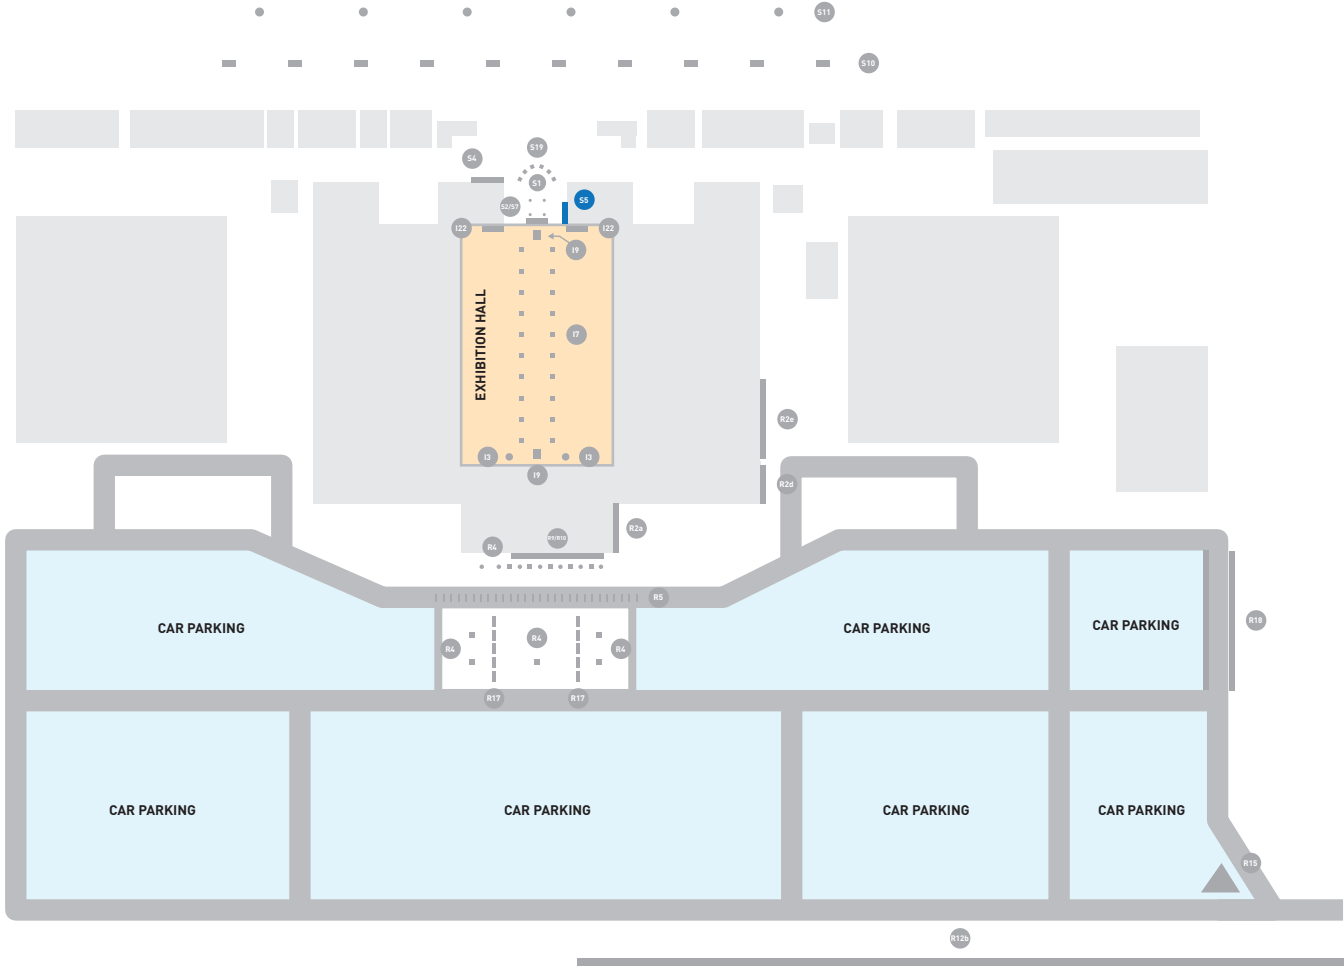 S11
S10
S19
S4
S1
S5
S2/S7
I22
I22
I9
EXHIBITION HALL
I7
R2e
I3
I3
I9
R2d
R2a
R9/R10
R4
R5
CAR PARKING
CAR PARKING
CAR PARKING
R18
R4
R4
R4
R17
R17
CAR PARKING
CAR PARKING
CAR PARKING
CAR PARKING
R15
R12b